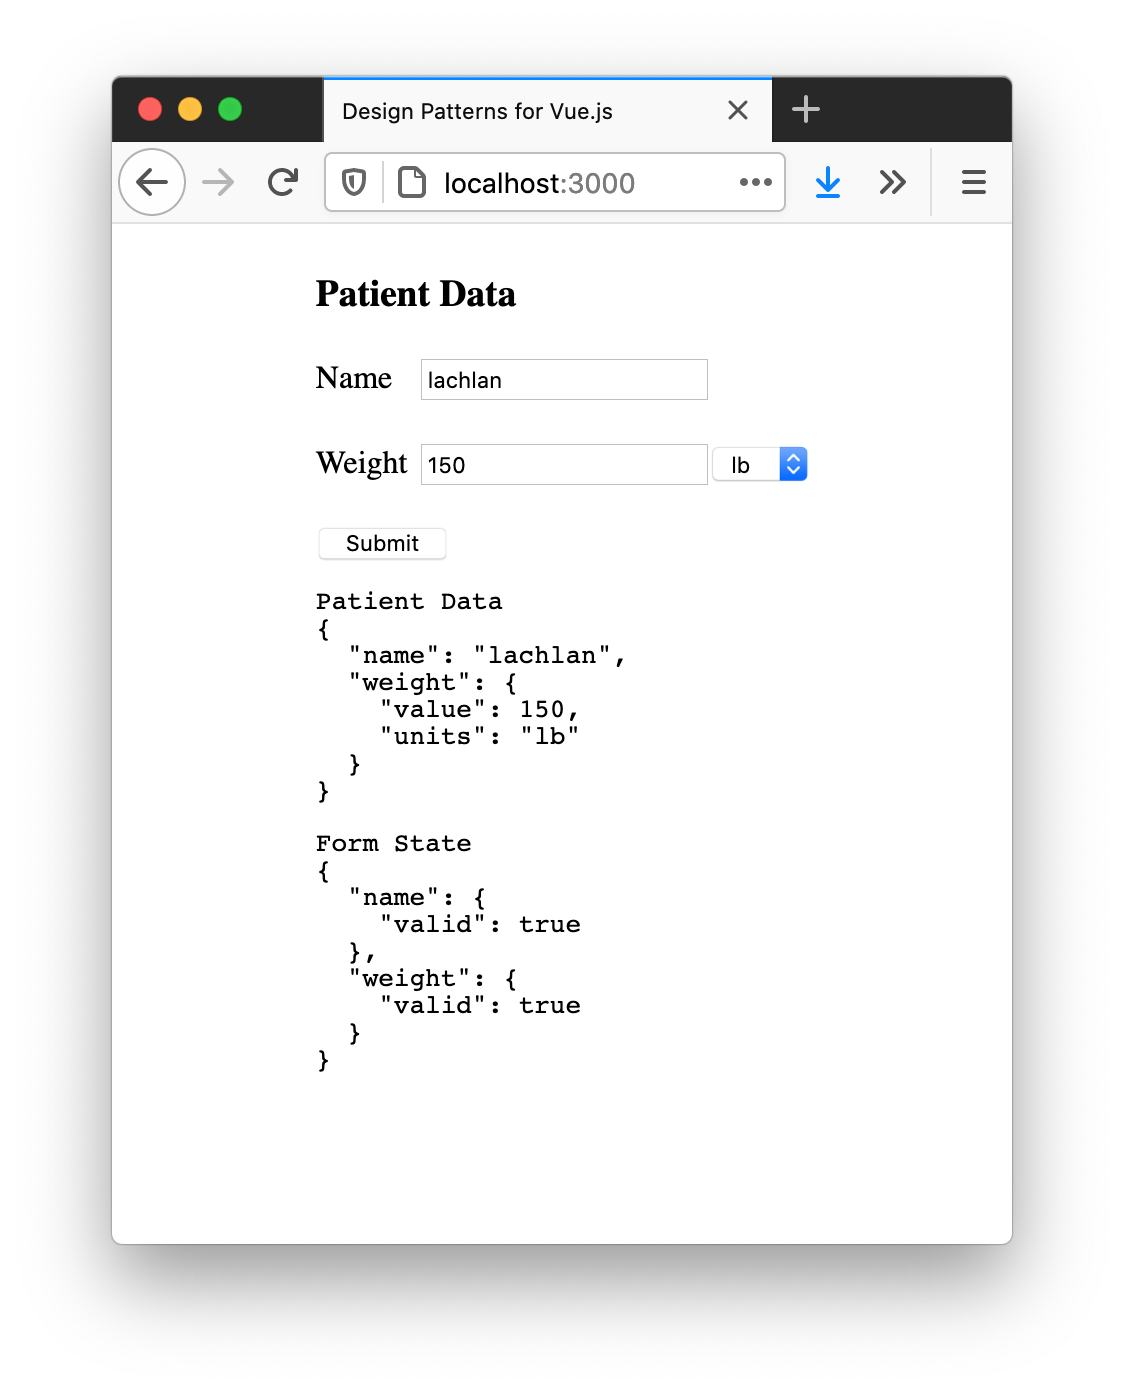 Design Patterns for Vue.js
localhost:3000
Patient Data
Name lachlan
Weight 150 lb
Submit
Patient Data
{
  "name": "lachlan",
  "weight": {
    "value": 150,
    "units": "lb"
  }
}
Form State
{
  "name": {
    "valid": true
  },
  "weight": {
    "valid": true
  }
}